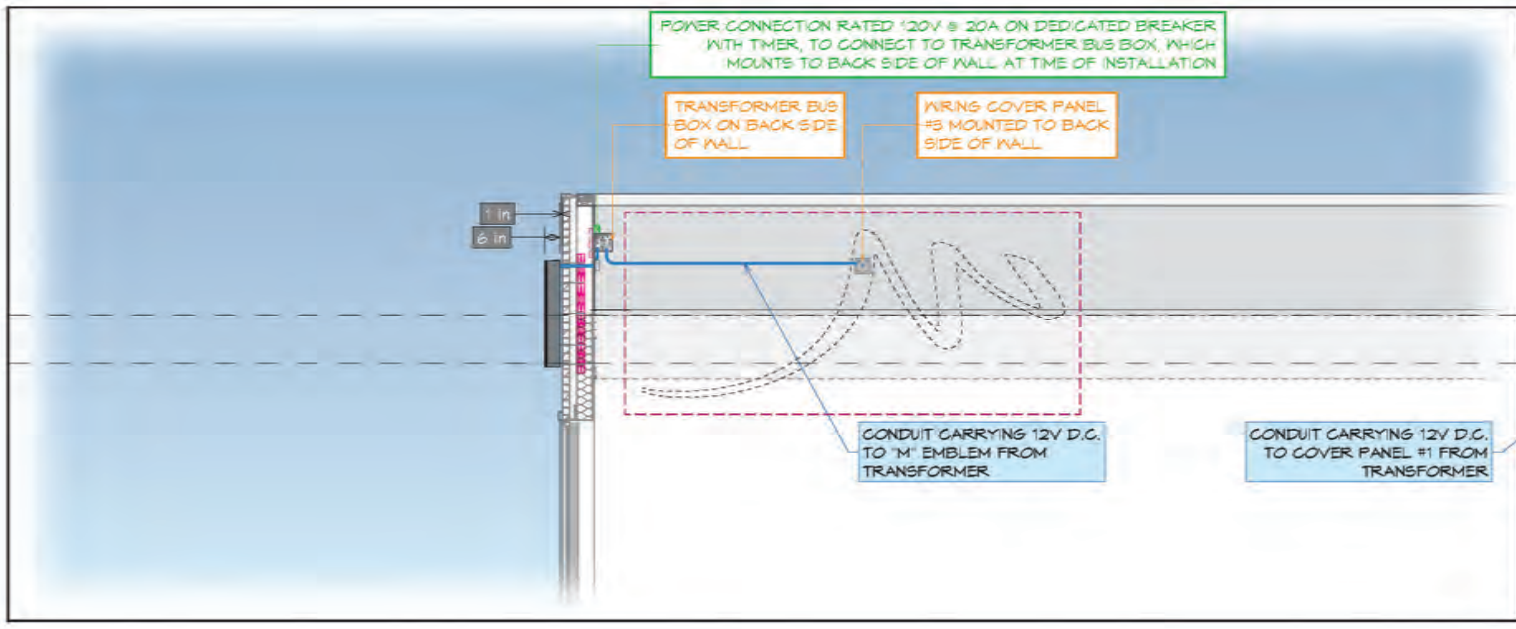 POWER CONNECTION RATED 120V @ 20A ON DEDICATED BREAKER
WITH TIMER, TO CONNECT TO TRANSFORMER BUS BOX, WHICH
MOUNTS TO BACK SIDE OF WALL AT TIME OF INSTALLATION
TRANSFORMER BUS
BOX ON BACK SIDE
OF WALL
WIRING COVER PANEL
#3 MOUNTED TO BACK
SIDE OF WALL
1 in
6 in
CONDUIT CARRYING 12V D.C.
TO "M" EMBLEM FROM
TRANSFORMER
CONDUIT CARRYING 12V D.C.
TO COVER PANEL #1 FROM
TRANSFORMER